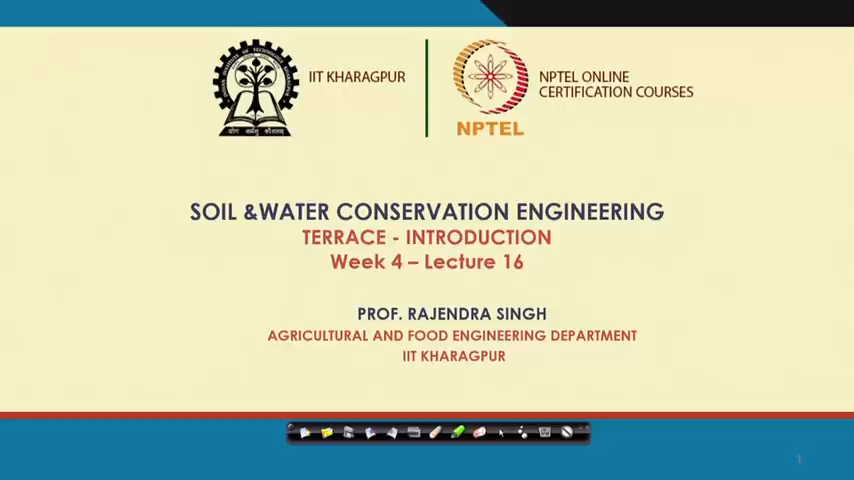 IIT KHARAGPUR
NPTEL ONLINE
CERTIFICATION COURSES
NPTEL
SOIL &WATER CONSERVATION ENGINEERING
TERRACE - INTRODUCTION
Week 4 – Lecture 16
PROF. RAJENDRA SINGH
AGRICULTURAL AND FOOD ENGINEERING DEPARTMENT
IIT KHARAGPUR
1